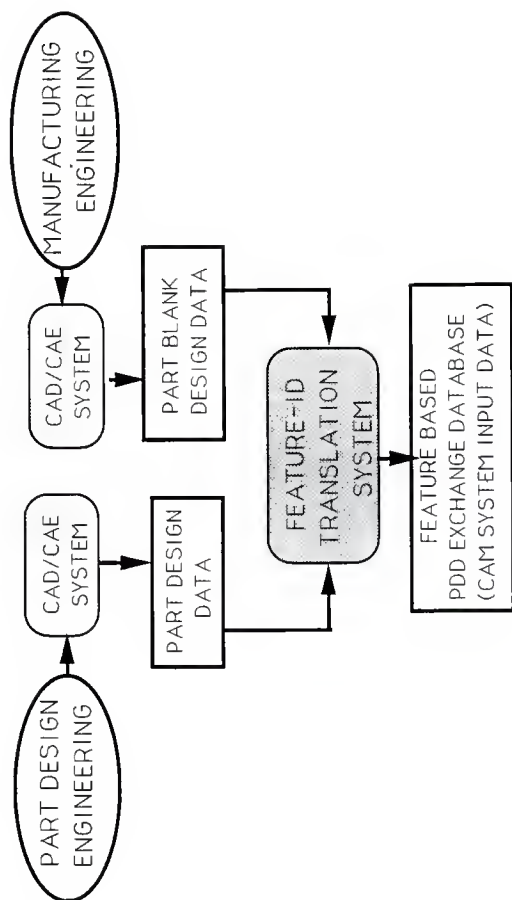 PART DESIGN
ENGINEERING
MANUFACTURING
ENGINEERING
CAD/CAE
SYSTEM
CAD/CAE
SYSTEM
PART DESIGN
DATA
PART BLANK
DESIGN DATA
FEATURE-ID
TRANSLATION
SYSTEM
FEATURE BASED
PDD EXCHANGE DATABASE
(CAM SYSTEM INPUT DATA)